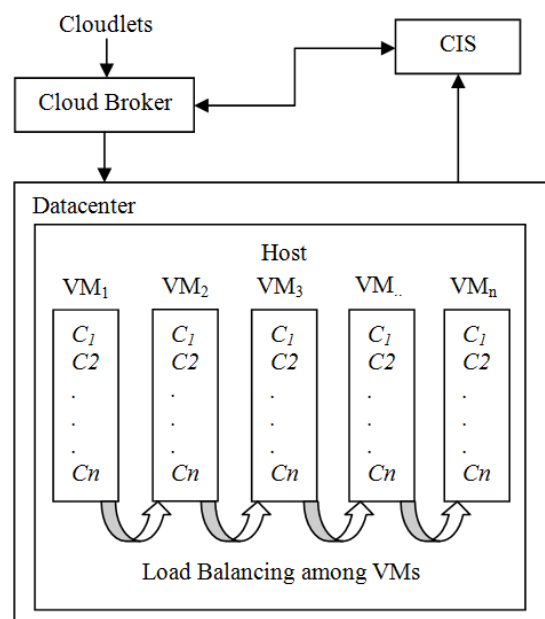 Cloudlets
CIS
Cloud Broker
Datacenter
Host
VM₁ VM₂ VM₃ VM.. VMₙ
C₁ C₁ C₁ C₁ C₁
C2 C2 C2 C2 C2
. . . . .
. . . . .
. . . . .
Cn Cn Cn Cn Cn
Load Balancing among VMs